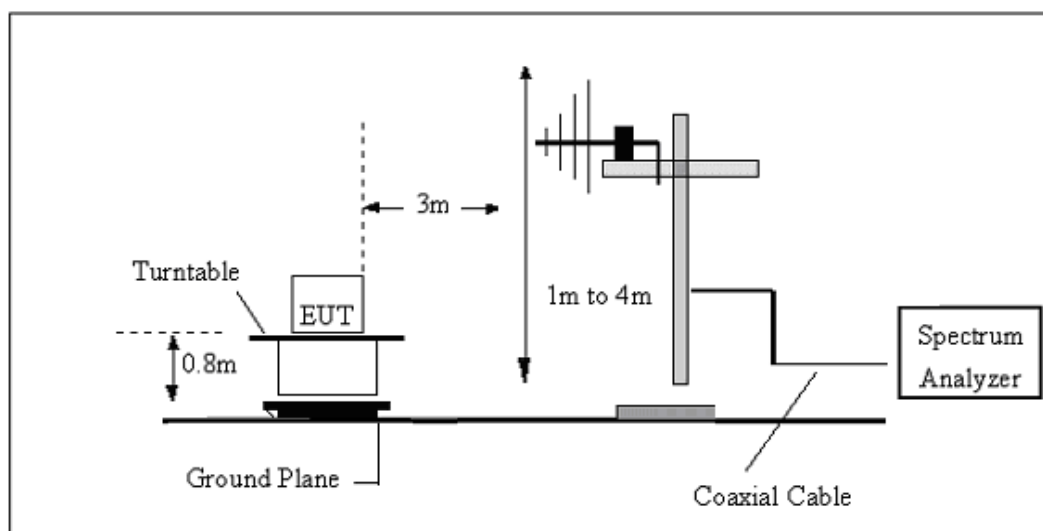 3m
Turntable
EUT
1m to 4m
0.8m
Spectrum
Analyzer
Ground Plane
Coaxial Cable